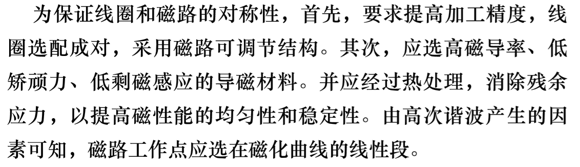 为保证线圈和磁路的对称性，首先，要求提高加工精度，线
圈选配成对，采用磁路可调节结构。其次，应选高磁导率、低
矫顽力、低剩磁感应的导磁材料。并应经过热处理，消除残余
应力，以提高磁性能的均匀性和稳定性。由高次谐波产生的因
素可知，磁路工作点应选在磁化曲线的线性段。